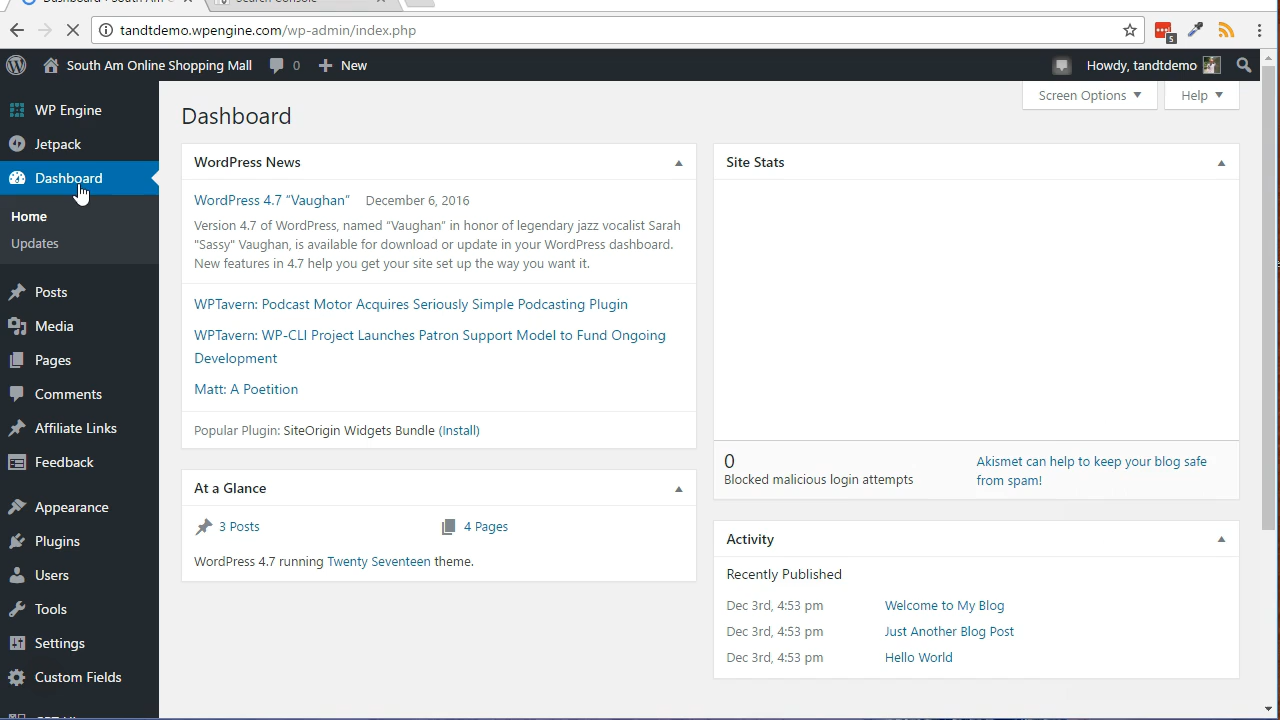 Dashboard
Search Console
tandtdemo.wpengine.com/wp-admin/index.php
5
South Am Online Shopping Mall
0
New
Howdy, tandtdemo
WP Engine
Jetpack
Dashboard
Home
Updates
Posts
Media
Pages
Comments
Affiliate Links
Feedback
Appearance
Plugins
Users
Tools
Settings
Custom Fields
Screen Options
Help
Dashboard
WordPress News
WordPress 4.7 “Vaughan” December 6, 2016
Version 4.7 of WordPress, named “Vaughan” in honor of legendary jazz vocalist Sarah
"Sassy" Vaughan, is available for download or update in your WordPress dashboard.
New features in 4.7 help you get your site set up the way you want it.
WPTavern: Podcast Motor Acquires Seriously Simple Podcasting Plugin
WPTavern: WP-CLI Project Launches Patron Support Model to Fund Ongoing
Development
Matt: A Poetition
Popular Plugin: SiteOrigin Widgets Bundle (Install)
At a Glance
3 Posts
4 Pages
WordPress 4.7 running Twenty Seventeen theme.
Site Stats
0
Blocked malicious login attempts
Akismet can help to keep your blog safe
from spam!
Activity
Recently Published
Dec 3rd, 4:53 pm Welcome to My Blog
Dec 3rd, 4:53 pm Just Another Blog Post
Dec 3rd, 4:53 pm Hello World